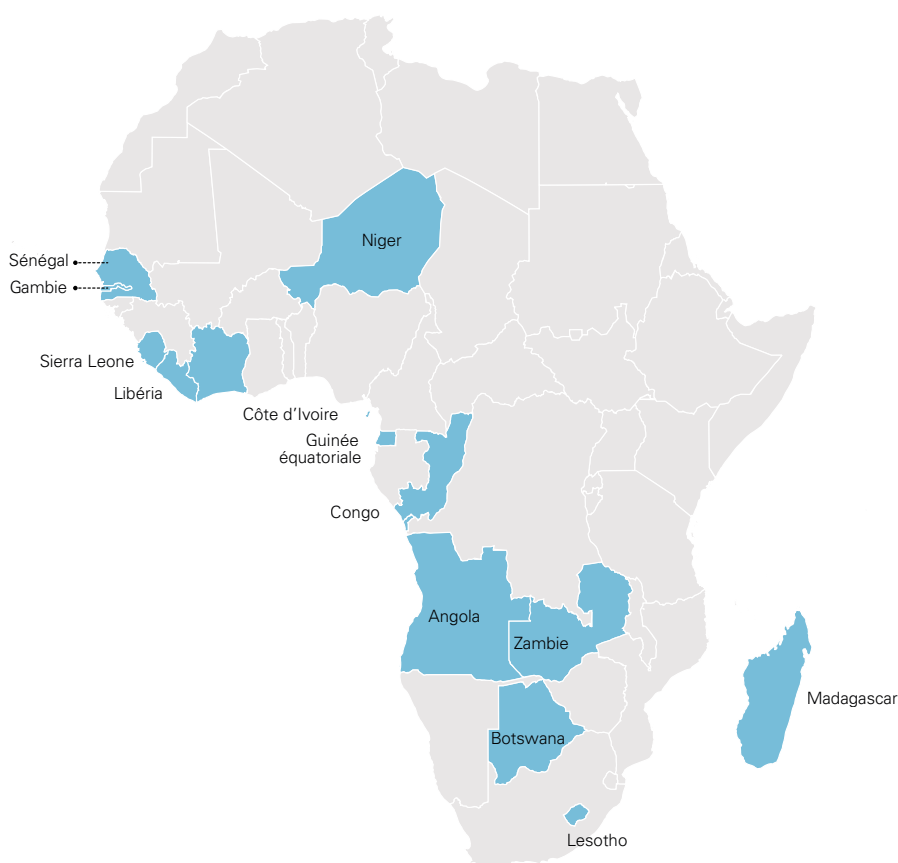 Niger
Sénégal
Gambie
Sierra Leone
Libéria
Côte d’Ivoire
Guinée
équatoriale
Congo
Angola
Zambie
Madagascar
Botswana
Lesotho